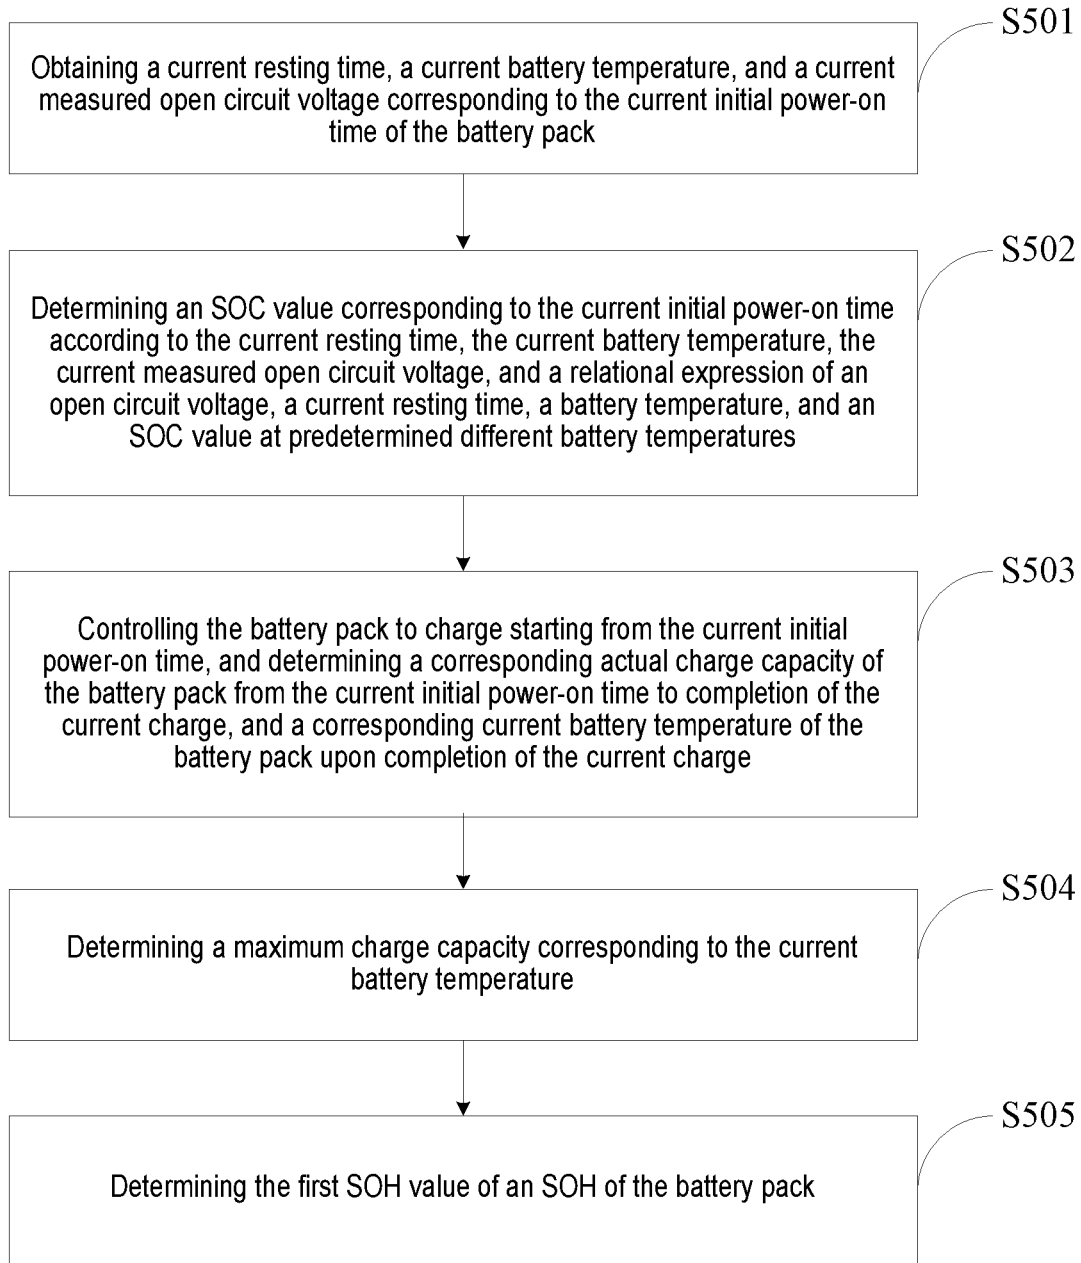 S501
Obtaining a current resting time, a current battery temperature, and a current
measured open circuit voltage corresponding to the current initial power-on
time of the battery pack
S502
Determining an SOC value corresponding to the current initial power-on time
according to the current resting time, the current battery temperature, the
current measured open circuit voltage, and a relational expression of an
open circuit voltage, a current resting time, a battery temperature, and an
SOC value at predetermined different battery temperatures
S503
Controlling the battery pack to charge starting from the current initial
power-on time, and determining a corresponding actual charge capacity of
the battery pack from the current initial power-on time to completion of the
current charge, and a corresponding current battery temperature of the
battery pack upon completion of the current charge
S504
Determining a maximum charge capacity corresponding to the current
battery temperature
S505
Determining the first SOH value of an SOH of the battery pack